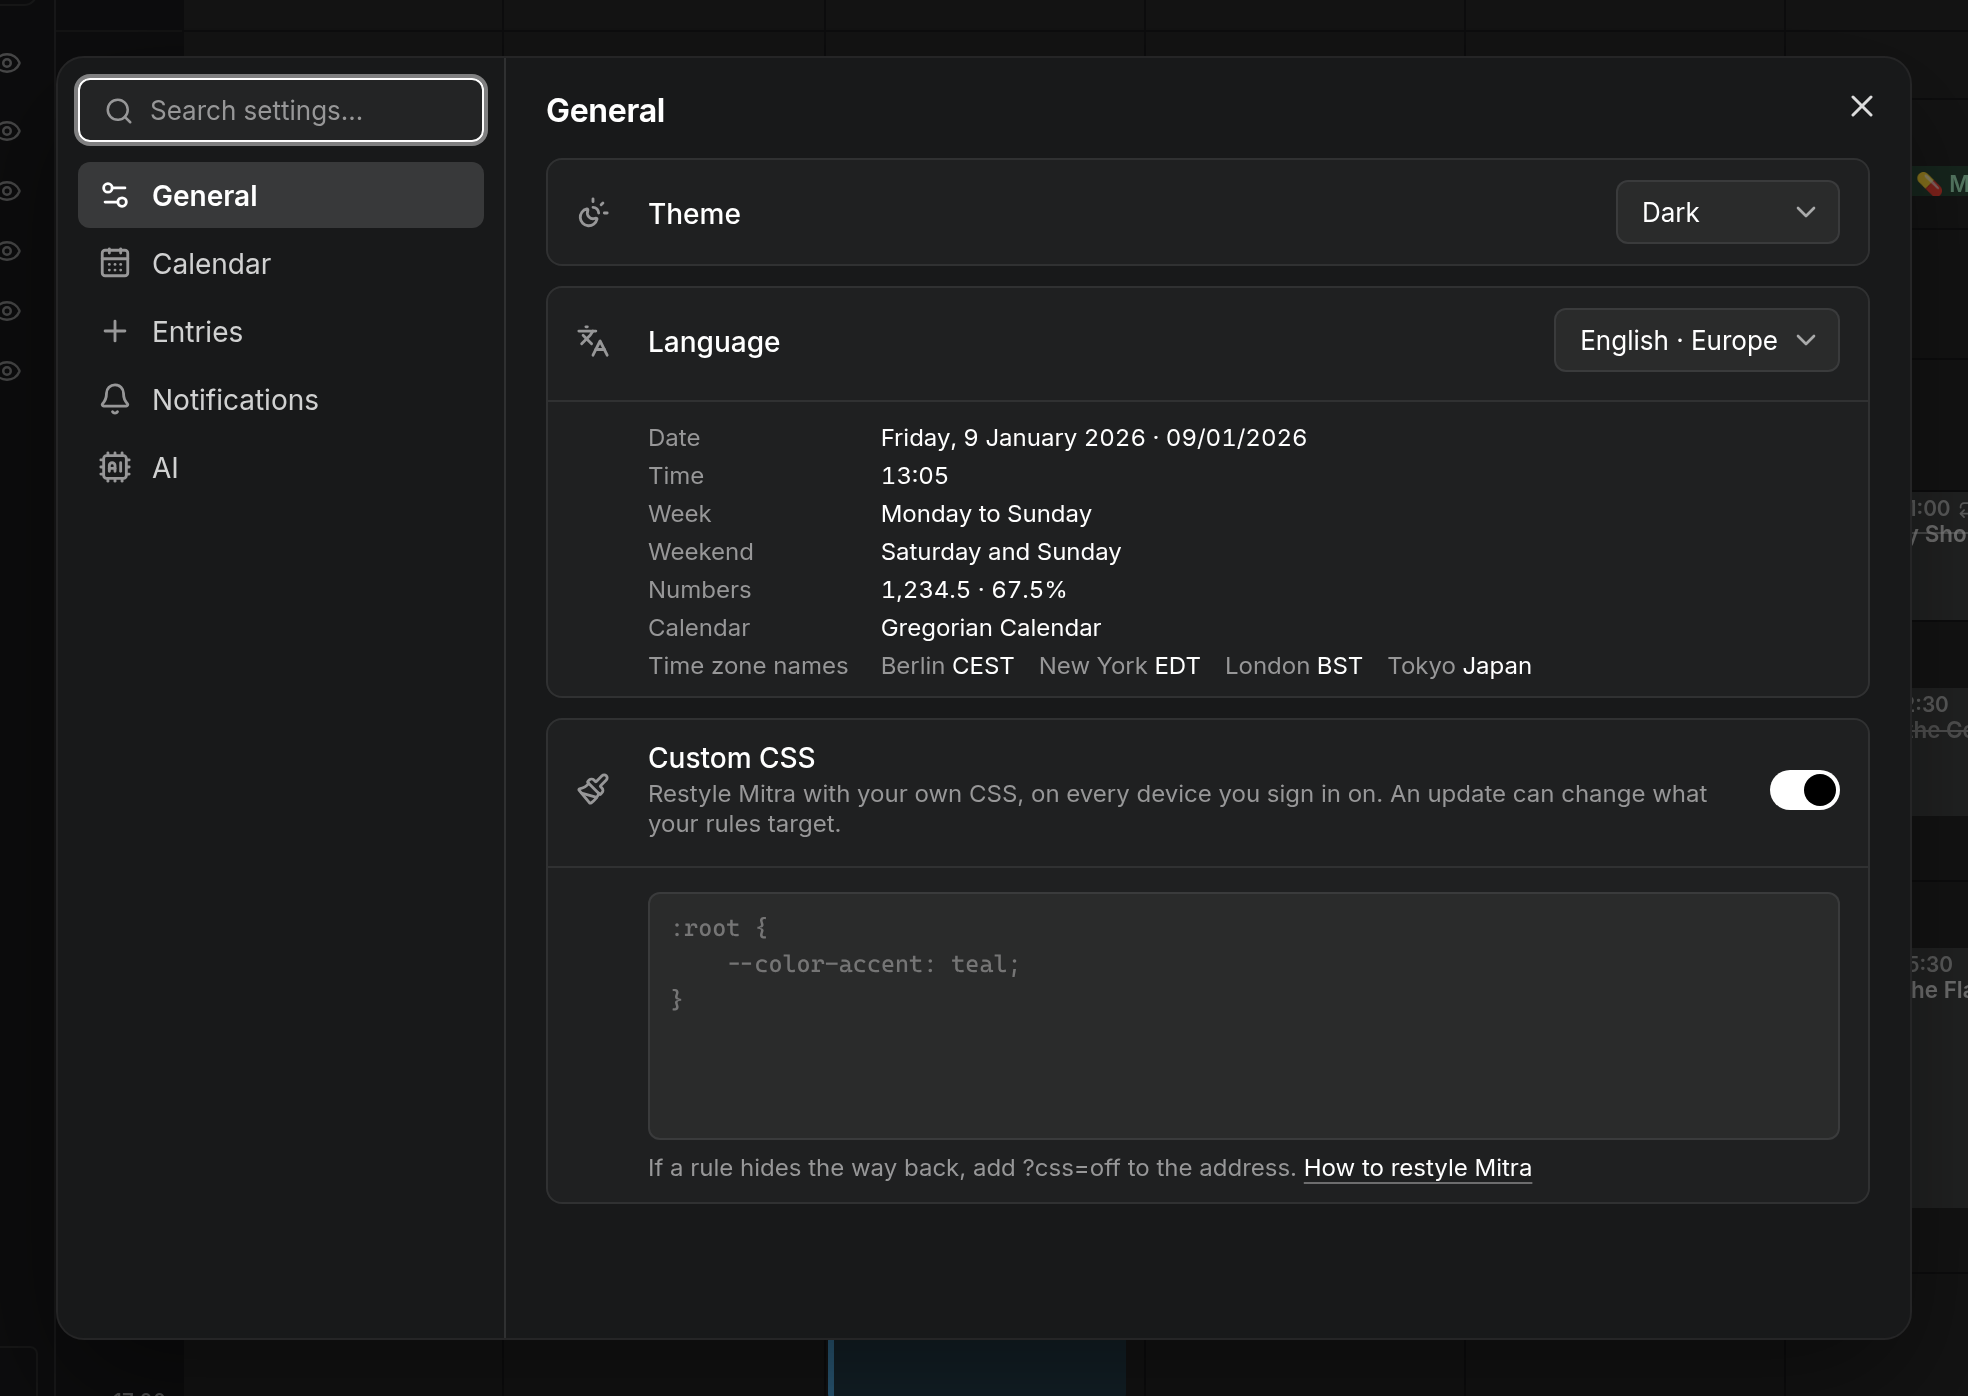 Search settings...
General
Calendar
Entries
Notifications
AI
General
Theme
Dark
Language
English · Europe
Date Friday, 9 January 2026 · 09/01/2026
Time 13:05
Week Monday to Sunday
Weekend Saturday and Sunday
Numbers 1,234.5 · 67.5%
Calendar Gregorian Calendar
Time zone names Berlin CEST New York EDT London BST Tokyo Japan
Custom CSS
Restyle Mitra with your own CSS, on every device you sign in on. An update can change what
your rules target.
:root {
    --color-accent: teal;
}
If a rule hides the way back, add ?css=off to the address. How to restyle Mitra